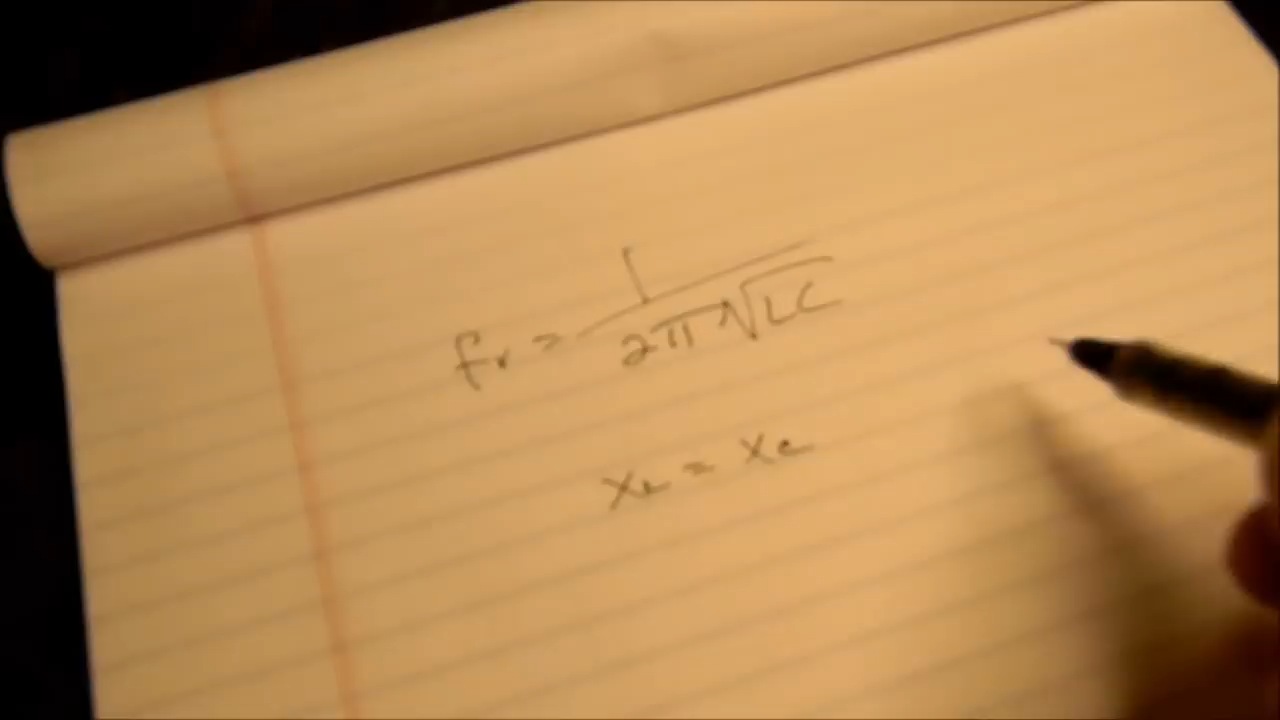 fr = 1 / 2π√LC
XL = XC